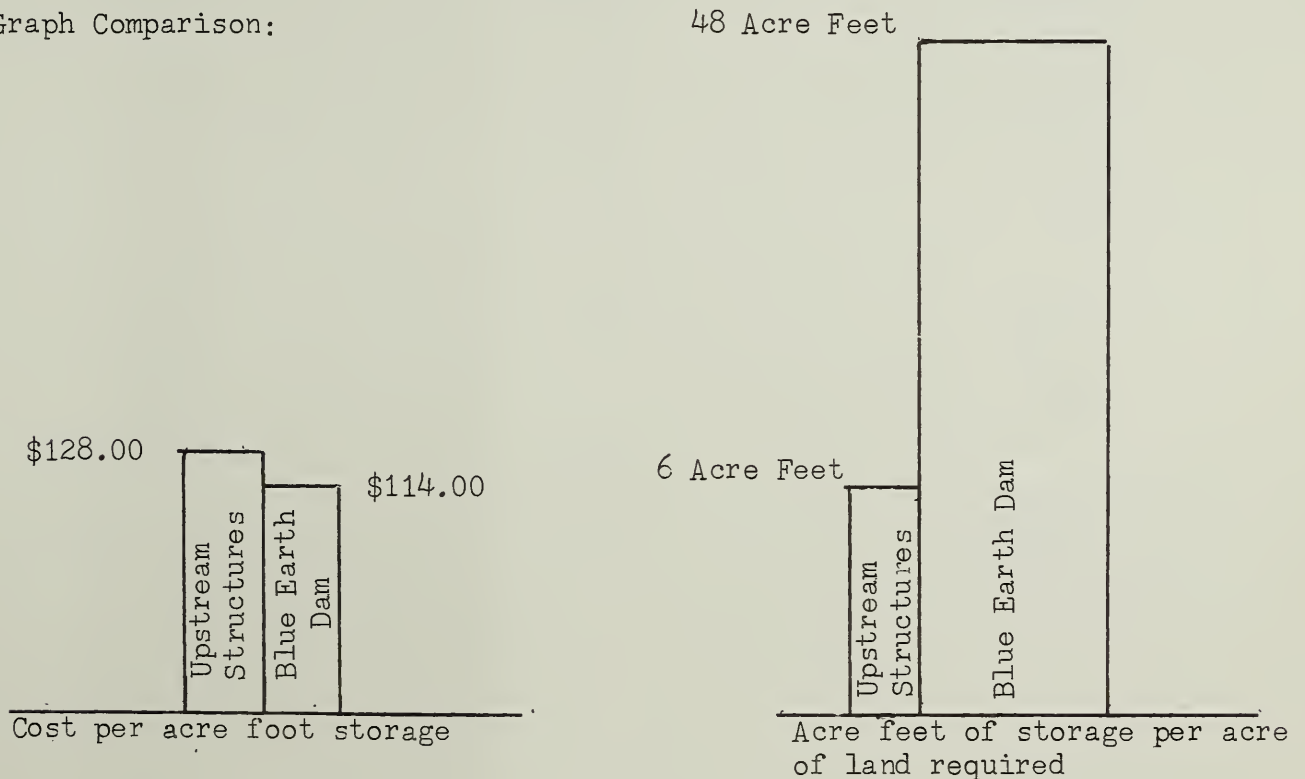 Graph Comparison:
$128.00
Upstream
Structures
Blue Earth
Dam
$114.00
Cost per acre foot storage
48 Acre Feet
6 Acre Feet
Upstream
Structures
Blue Earth Dam
Acre feet of storage per acre
of land required